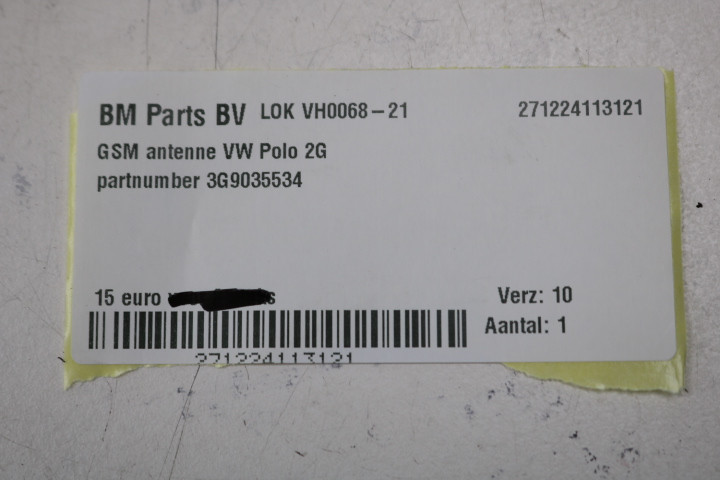 BM Parts BV LOK VH0068-21 271224113121
GSM antenne VW Polo 2G
partnumber 3G9035534
15 euro
Verz: 10
Aantal: 1
271224113121